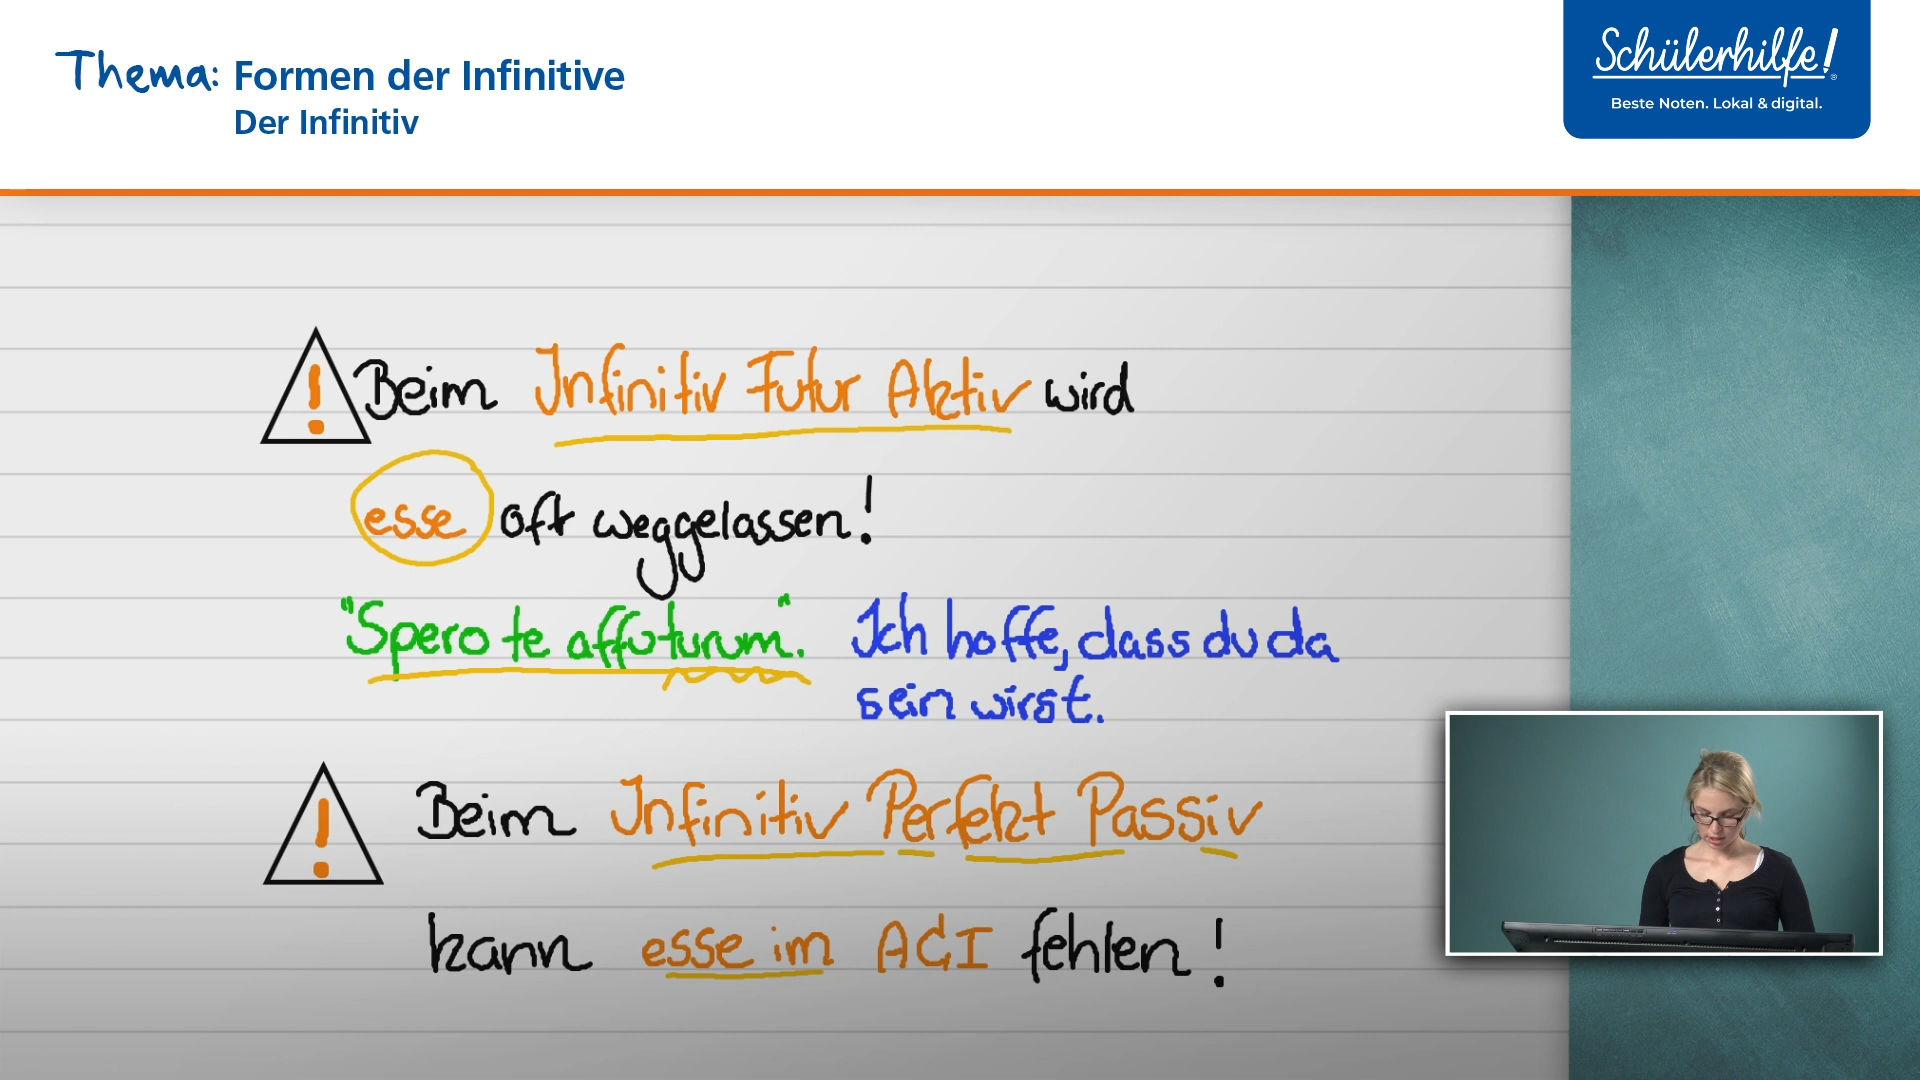 Thema: Formen der Infinitive
Der Infinitiv
Schülerhilfe!®
Beste Noten. Lokal & digital.
! Beim Infinitiv Futur Aktiv wird
esse oft weggelassen!
"Spero te affuturum". Ich hoffe, dass du da
sein wirst.
! Beim Infinitiv Perfekt Passiv
kann esse im ACI fehlen!